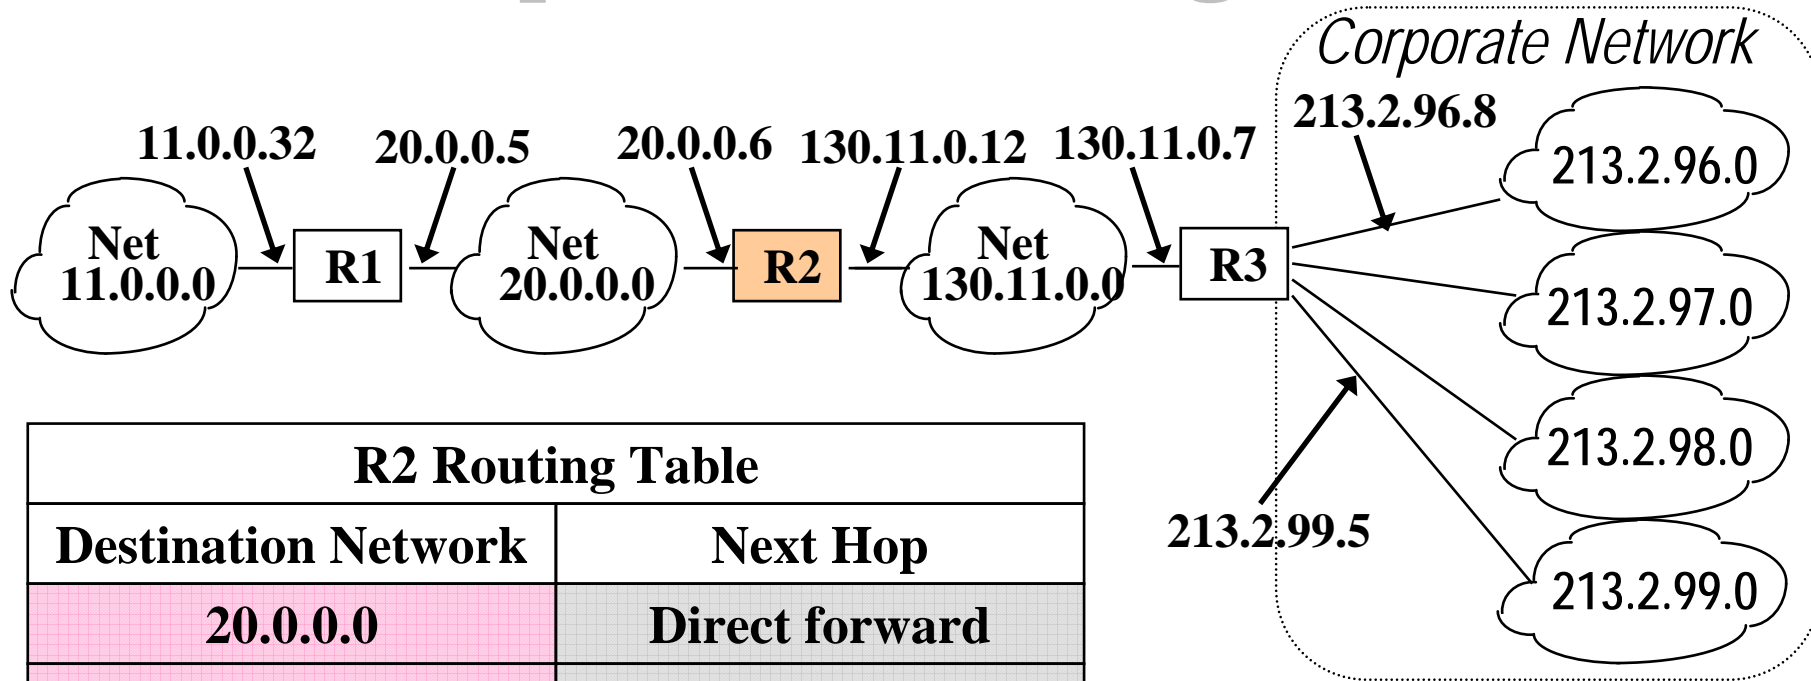 Corporate Network
213.2.96.8
11.0.0.32 20.0.0.5 20.0.0.6 130.11.0.12 130.11.0.7
213.2.96.0
Net
11.0.0.0
R1
Net
20.0.0.0
R2
Net
130.11.0.0
R3
213.2.97.0
213.2.98.0
213.2.99.5
213.2.99.0
R2 Routing Table
Destination Network Next Hop
20.0.0.0 Direct forward